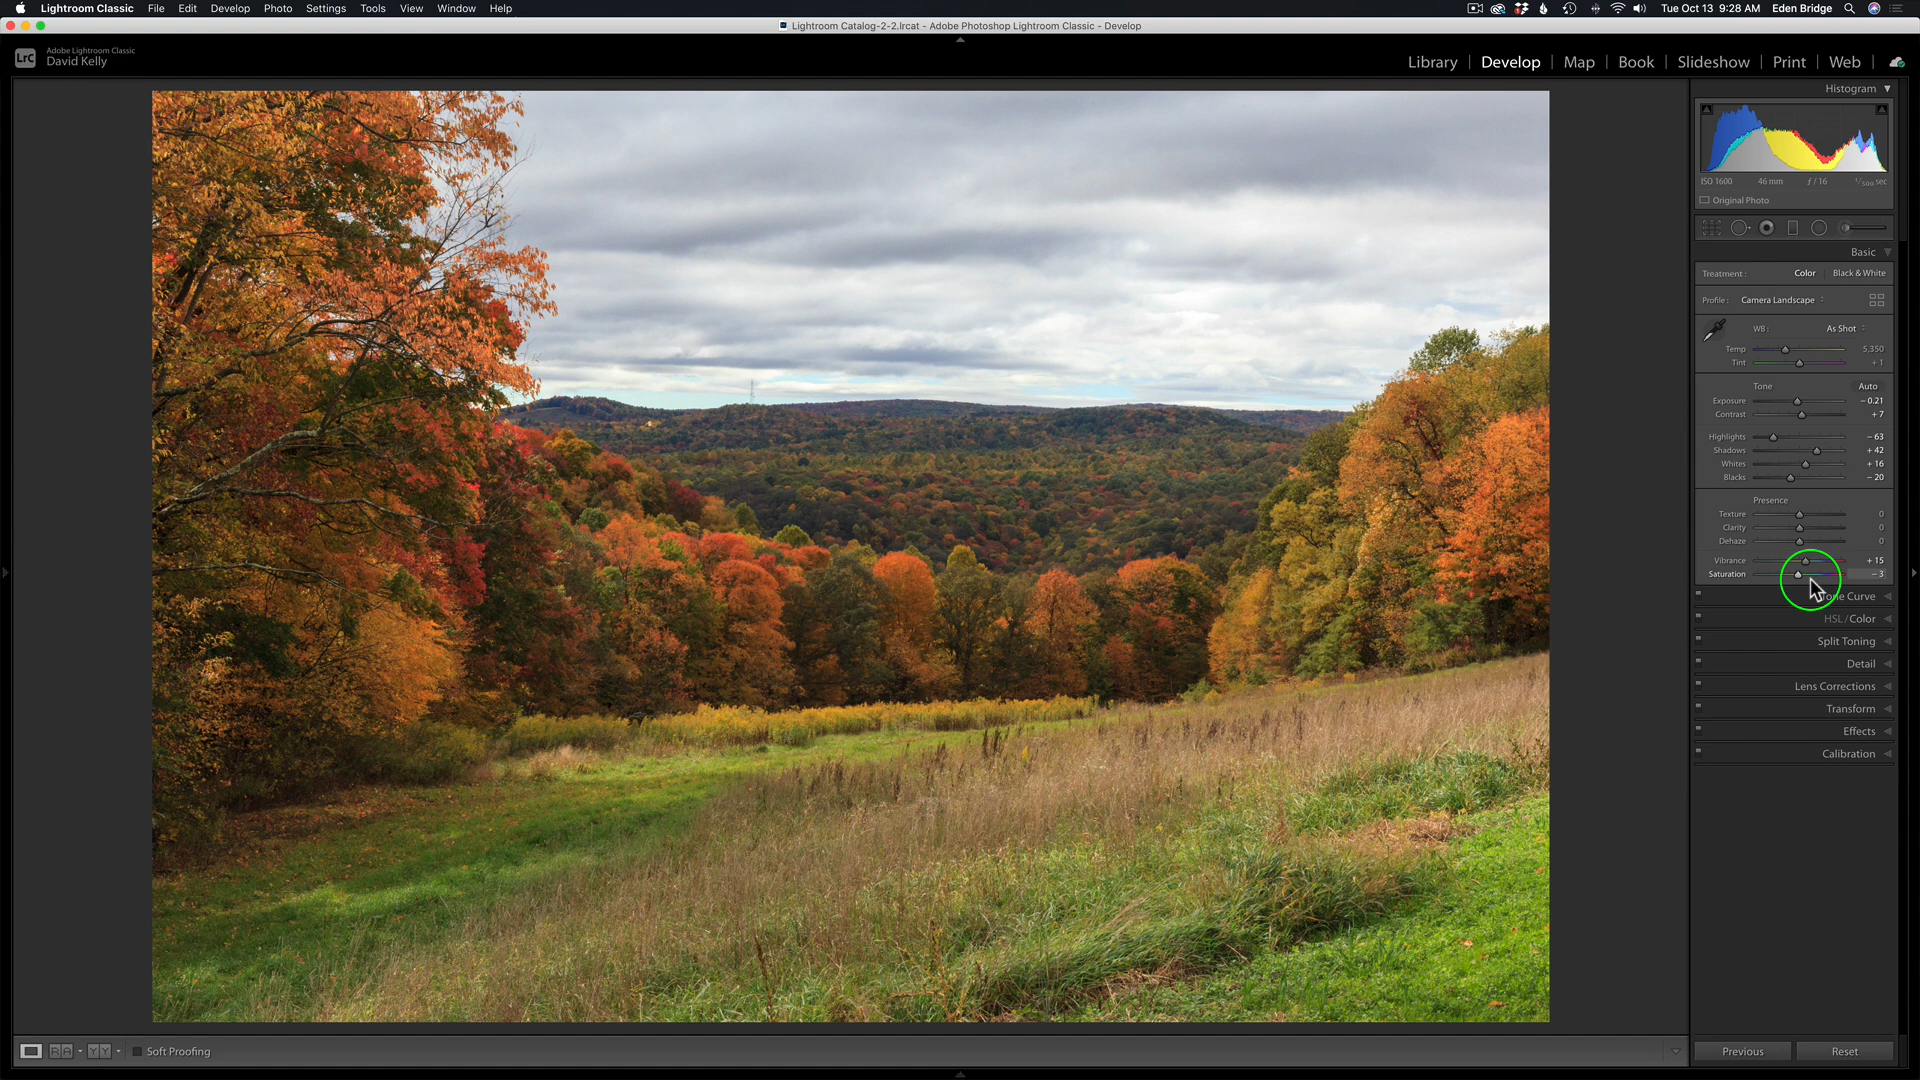 Lightroom Classic File Edit Develop Photo Settings Tools View Window Help Tue Oct 13 9:28 AM Eden Bridge
Lightroom Catalog-2-2.lrcat - Adobe Photoshop Lightroom Classic - Develop
LrC
Adobe Lightroom Classic
David Kelly
Library | Develop | Map | Book | Slideshow | Print | Web
Histogram
ISO 1600 46 mm ƒ / 16 1/500 sec
Original Photo
Basic
Treatment : Color Black & White
Profile : Camera Landscape
WB : As Shot
Temp 5,350
Tint + 1
Tone Auto
Exposure – 0.21
Contrast + 7
Highlights – 63
Shadows + 42
Whites + 16
Blacks – 20
Presence
Texture 0
Clarity 0
Dehaze 0
Vibrance + 15
Saturation – 3
Curve
HSL / Color
Split Toning
Detail
Lens Corrections
Transform
Effects
Calibration
R A Y Y Soft Proofing
Previous Reset